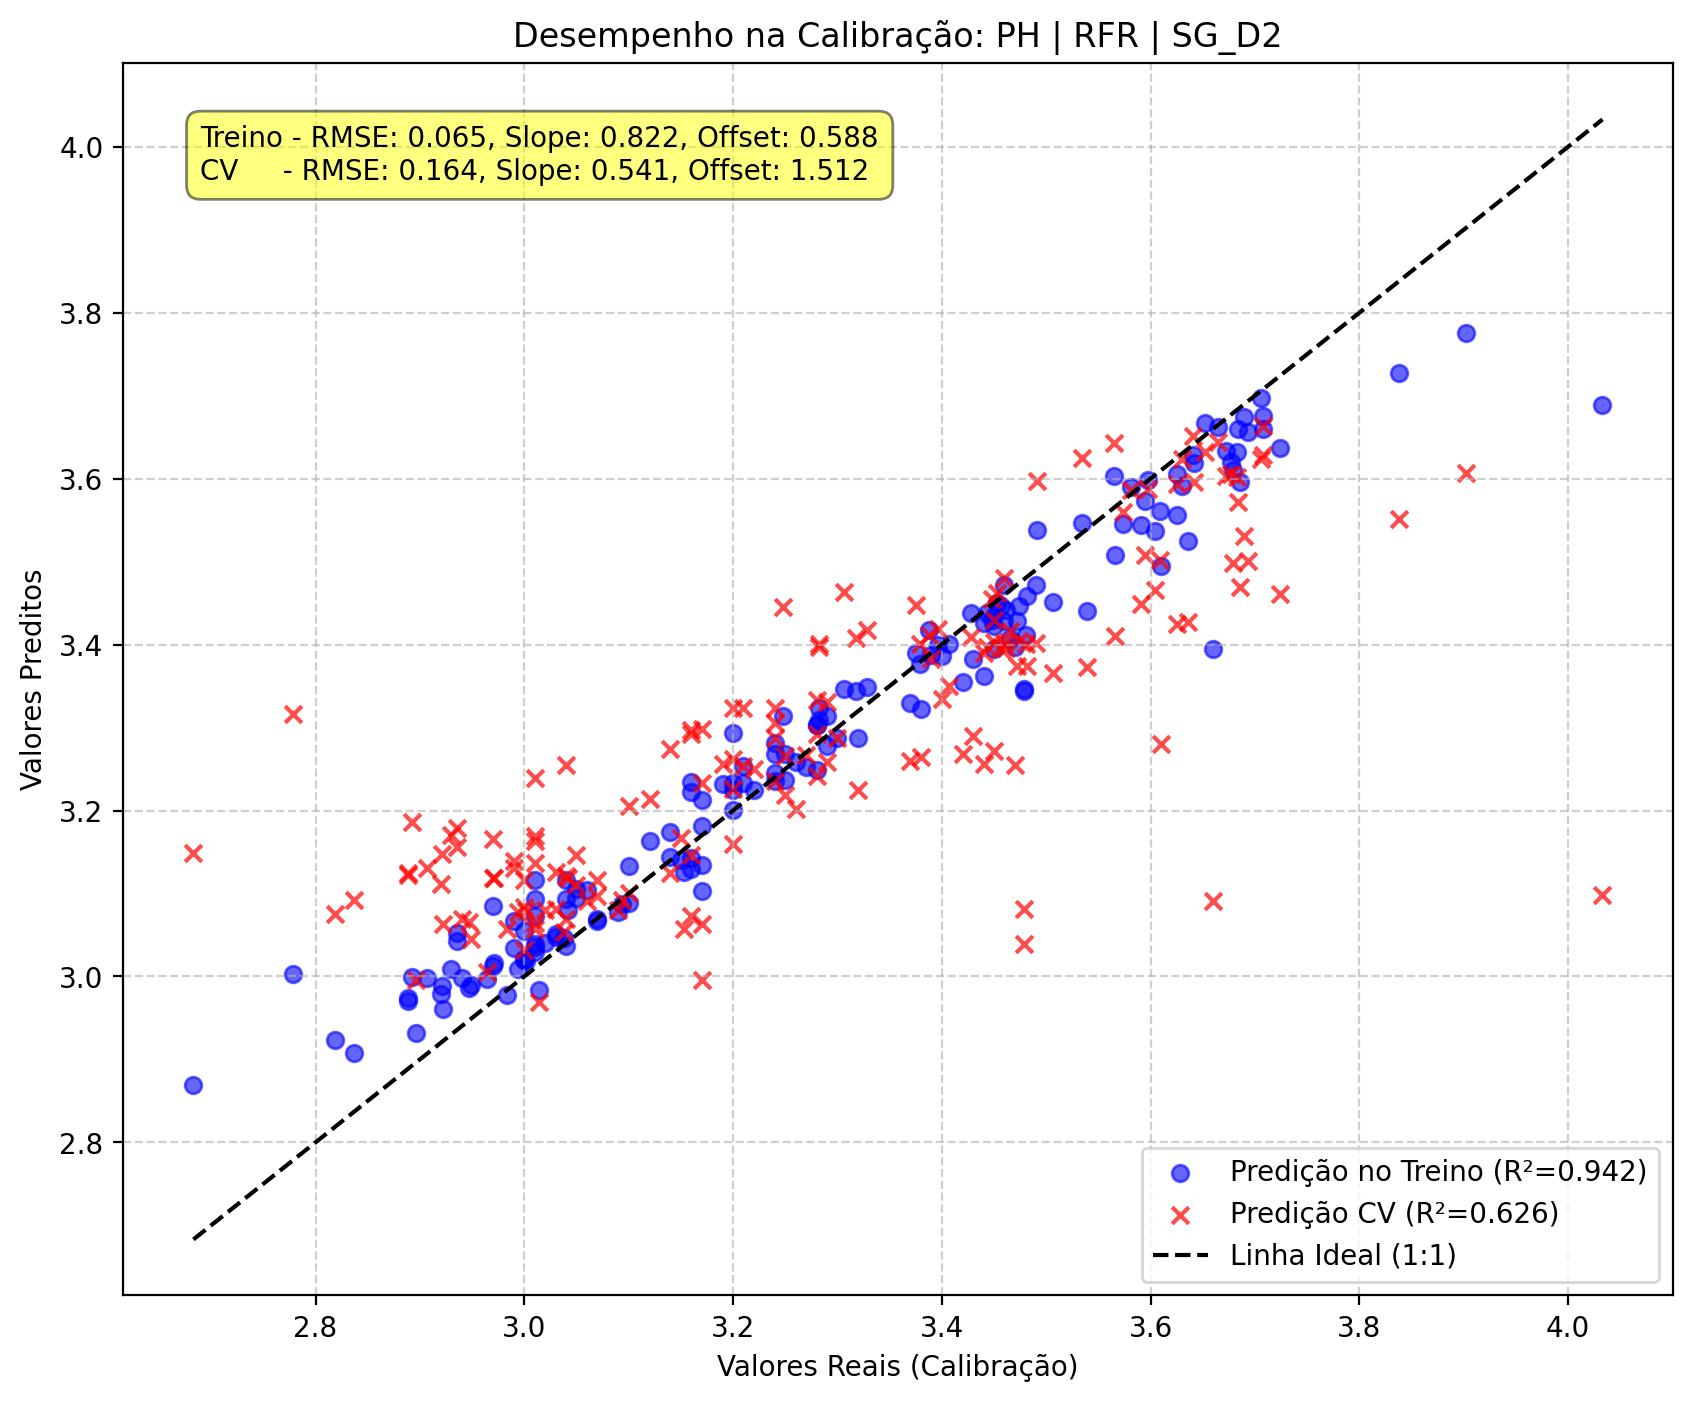 Desempenho na Calibração: PH | RFR | SG_D2
Treino - RMSE: 0.065, Slope: 0.822, Offset: 0.588
CV     - RMSE: 0.164, Slope: 0.541, Offset: 1.512
4.0
3.8
3.6
3.4
3.2
3.0
2.8
Valores Preditos
Predição no Treino (R²=0.942)
Predição CV (R²=0.626)
Linha Ideal (1:1)
2.8 3.0 3.2 3.4 3.6 3.8 4.0
Valores Reais (Calibração)